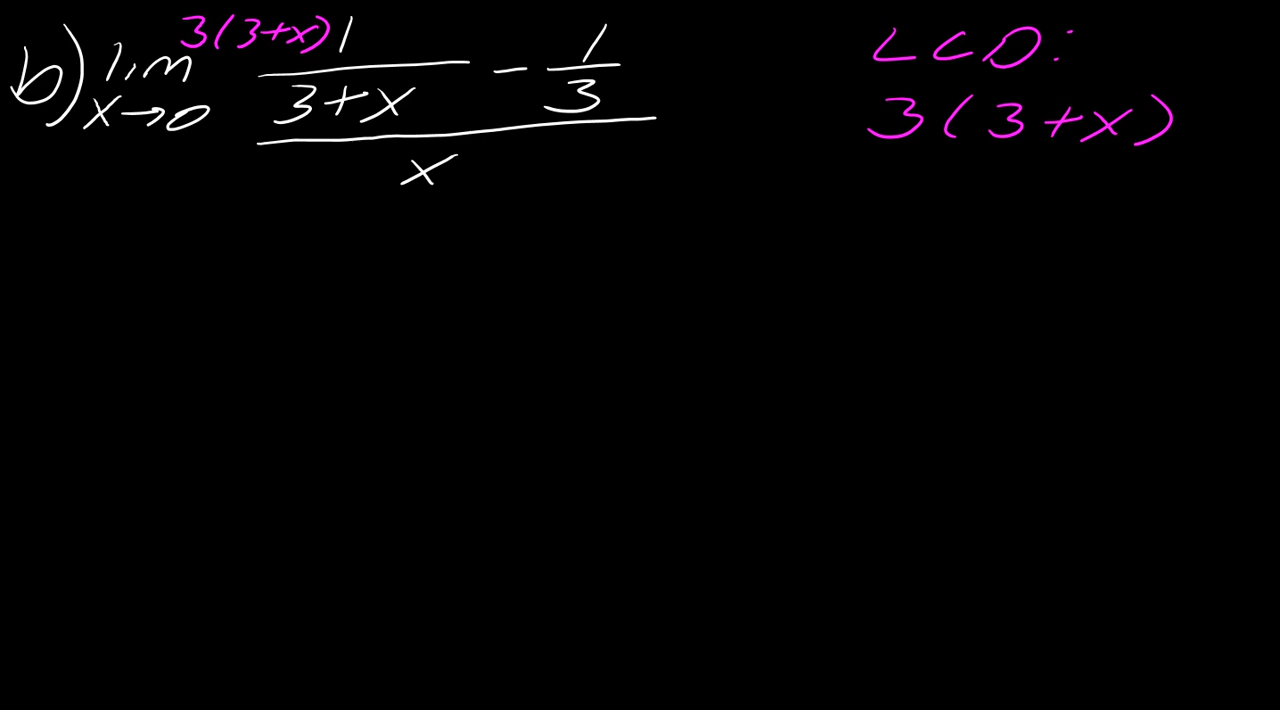 b) lim x→0 3(3+x) 1/(3+x) - 1/3
x
LCD:
3(3+x)